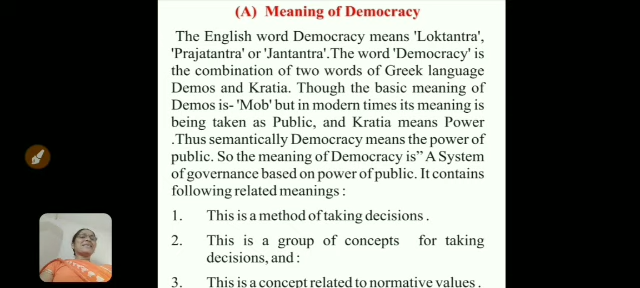 (A) Meaning of Democracy
The English word Democracy means 'Loktantra',
'Prajatantra' or 'Jantantra'.The word 'Democracy' is
the combination of two words of Greek language
Demos and Kratia. Though the basic meaning of
Demos is- 'Mob' but in modern times its meaning is
being taken as Public, and Kratia means Power
.Thus semantically Democracy means the power of
public. So the meaning of Democracy is” A System
of governance based on power of public. It contains
following related meanings :
1. This is a method of taking decisions .
2. This is a group of concepts for taking
decisions, and :
3. This is a concept related to normative values .